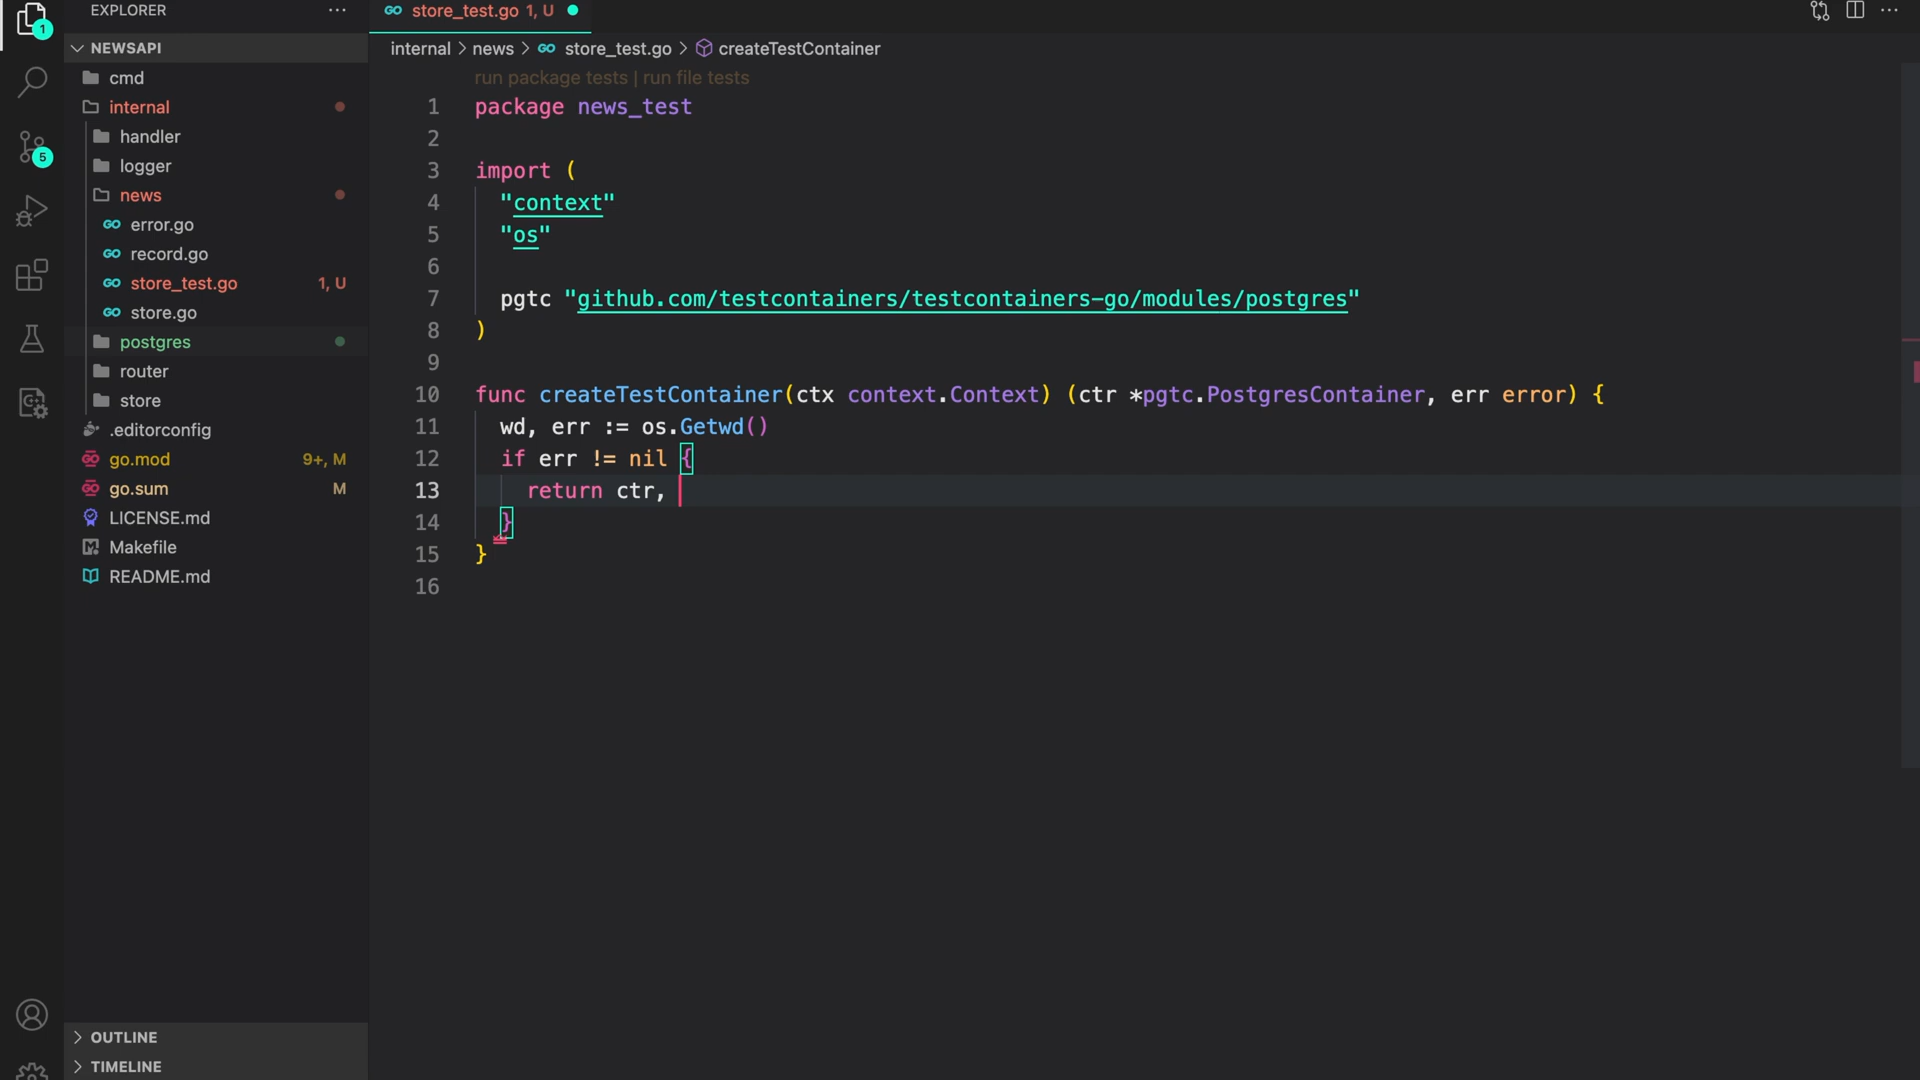 EXPLORER
NEWSAPI
cmd
internal
handler
logger
news
error.go
record.go
store_test.go 1, U
store.go
postgres
router
store
.editorconfig
go.mod 9+, M
go.sum M
LICENSE.md
Makefile
README.md
OUTLINE
TIMELINE
1
5
store_test.go 1, U
internal > news > store_test.go > createTestContainer
run package tests | run file tests
1 package news_test
2
3 import (
4 "context"
5 "os"
6
7 pgtc "github.com/testcontainers/testcontainers-go/modules/postgres"
8 )
9
10 func createTestContainer(ctx context.Context) (ctr *pgtc.PostgresContainer, err error) {
11 wd, err := os.Getwd()
12 if err != nil {
13 return ctr,
14 }
15 }
16